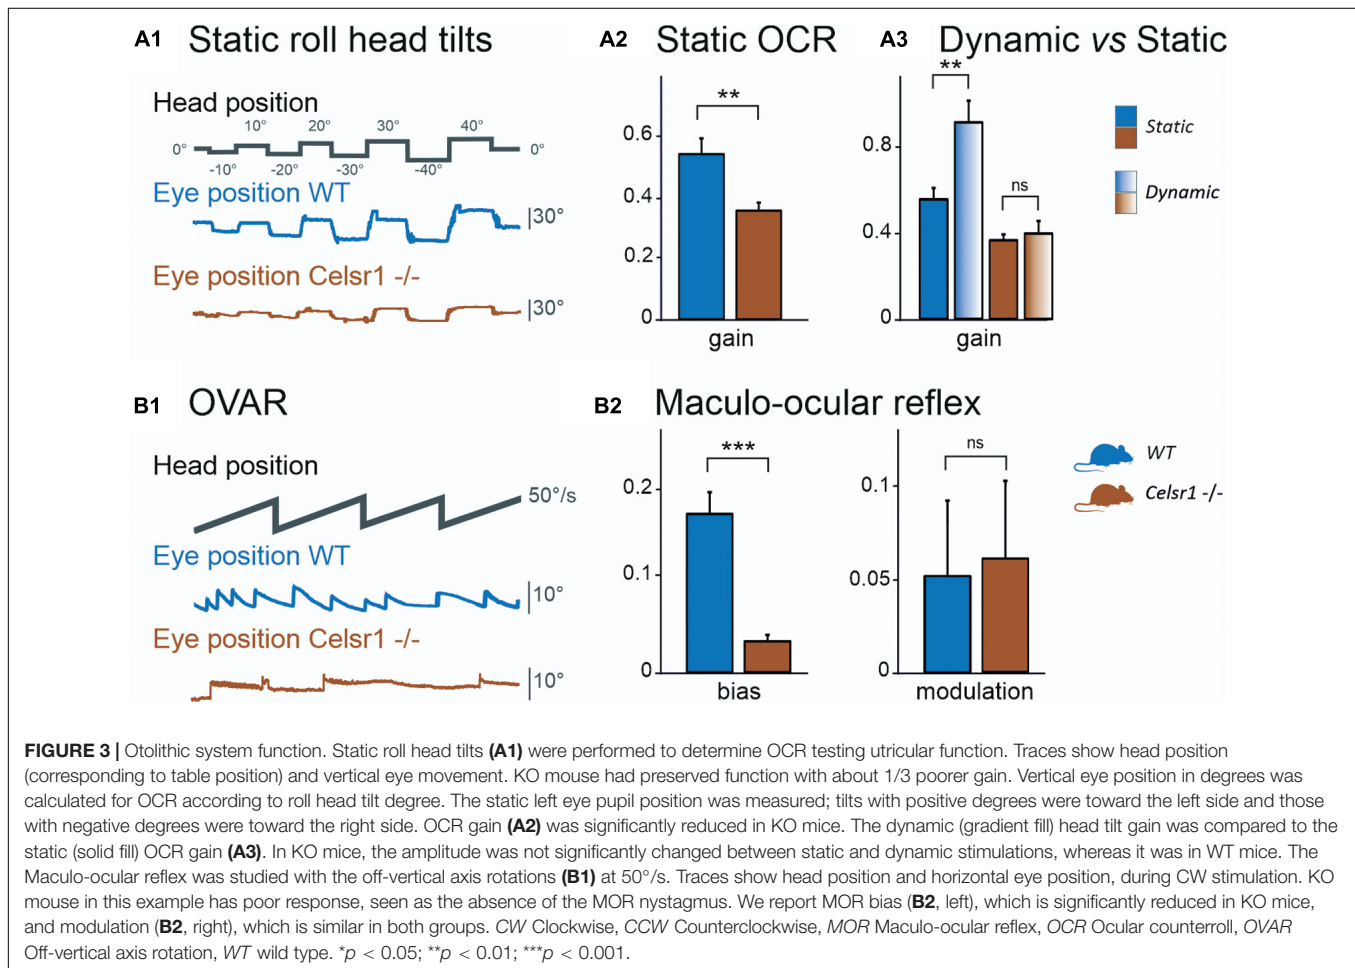 A1 Static roll head tilts
Head position
0° 10° 20° 30° 40° 0°
-10° -20° -30° -40°
Eye position WT
30°
Eye position Celsr1 -/-
30°
A2 Static OCR
**
0.6
0.4
0.2
0
gain
A3 Dynamic vs Static
**
ns
0.8
0.4
0
gain
Static
Dynamic
B1 OVAR
Head position
50°/s
Eye position WT
10°
Eye position Celsr1 -/-
10°
B2 Maculo-ocular reflex
***
0.2
0.1
0
bias
ns
0.1
0.05
0
modulation
WT
Celsr1 -/-
FIGURE 3 | Otolithic system function. Static roll head tilts (A1) were performed to determine OCR testing utricular function. Traces show head position
(corresponding to table position) and vertical eye movement. KO mouse had preserved function with about 1/3 poorer gain. Vertical eye position in degrees was
calculated for OCR according to roll head tilt degree. The static left eye pupil position was measured; tilts with positive degrees were toward the left side and those
with negative degrees were toward the right side. OCR gain (A2) was significantly reduced in KO mice. The dynamic (gradient fill) head tilt gain was compared to the
static (solid fill) OCR gain (A3). In KO mice, the amplitude was not significantly changed between static and dynamic stimulations, whereas it was in WT mice. The
Maculo-ocular reflex was studied with the off-vertical axis rotations (B1) at 50°/s. Traces show head position and horizontal eye position, during CW stimulation. KO
mouse in this example has poor response, seen as the absence of the MOR nystagmus. We report MOR bias (B2, left), which is significantly reduced in KO mice,
and modulation (B2, right), which is similar in both groups. CW Clockwise, CCW Counterclockwise, MOR Maculo-ocular reflex, OCR Ocular counterroll, OVAR
Off-vertical axis rotation, WT wild type. *p < 0.05; **p < 0.01; ***p < 0.001.